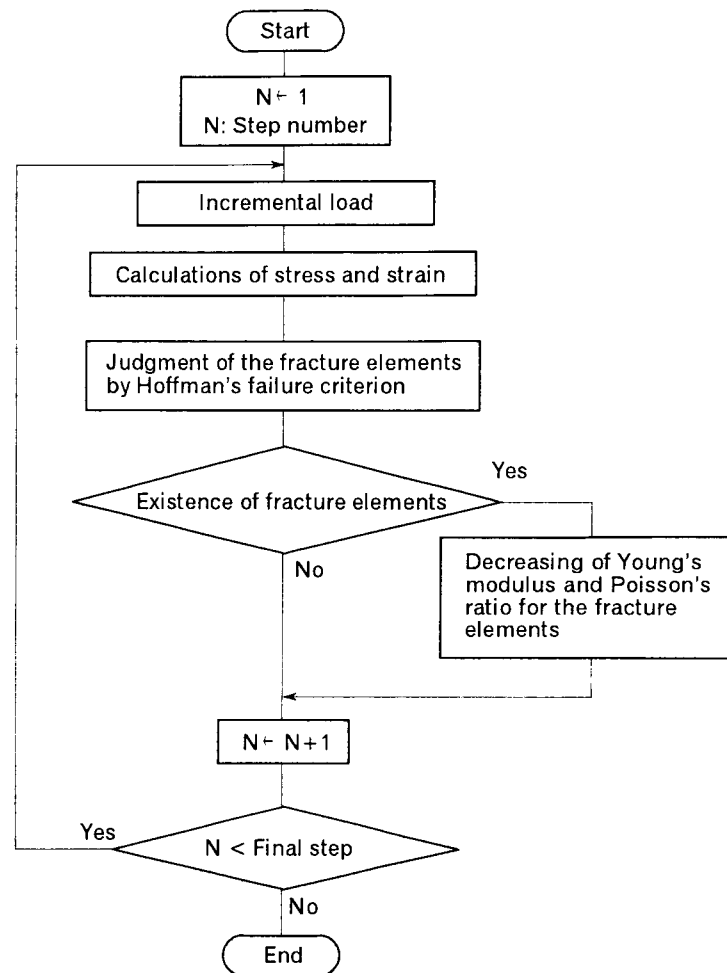 Start
N ← 1
N: Step number
Incremental load
Calculations of stress and strain
Judgment of the fracture elements
by Hoffman's failure criterion
Yes
Existence of fracture elements
No
Decreasing of Young's
modulus and Poisson's
ratio for the fracture
elements
N ← N+1
Yes
N < Final step
No
End